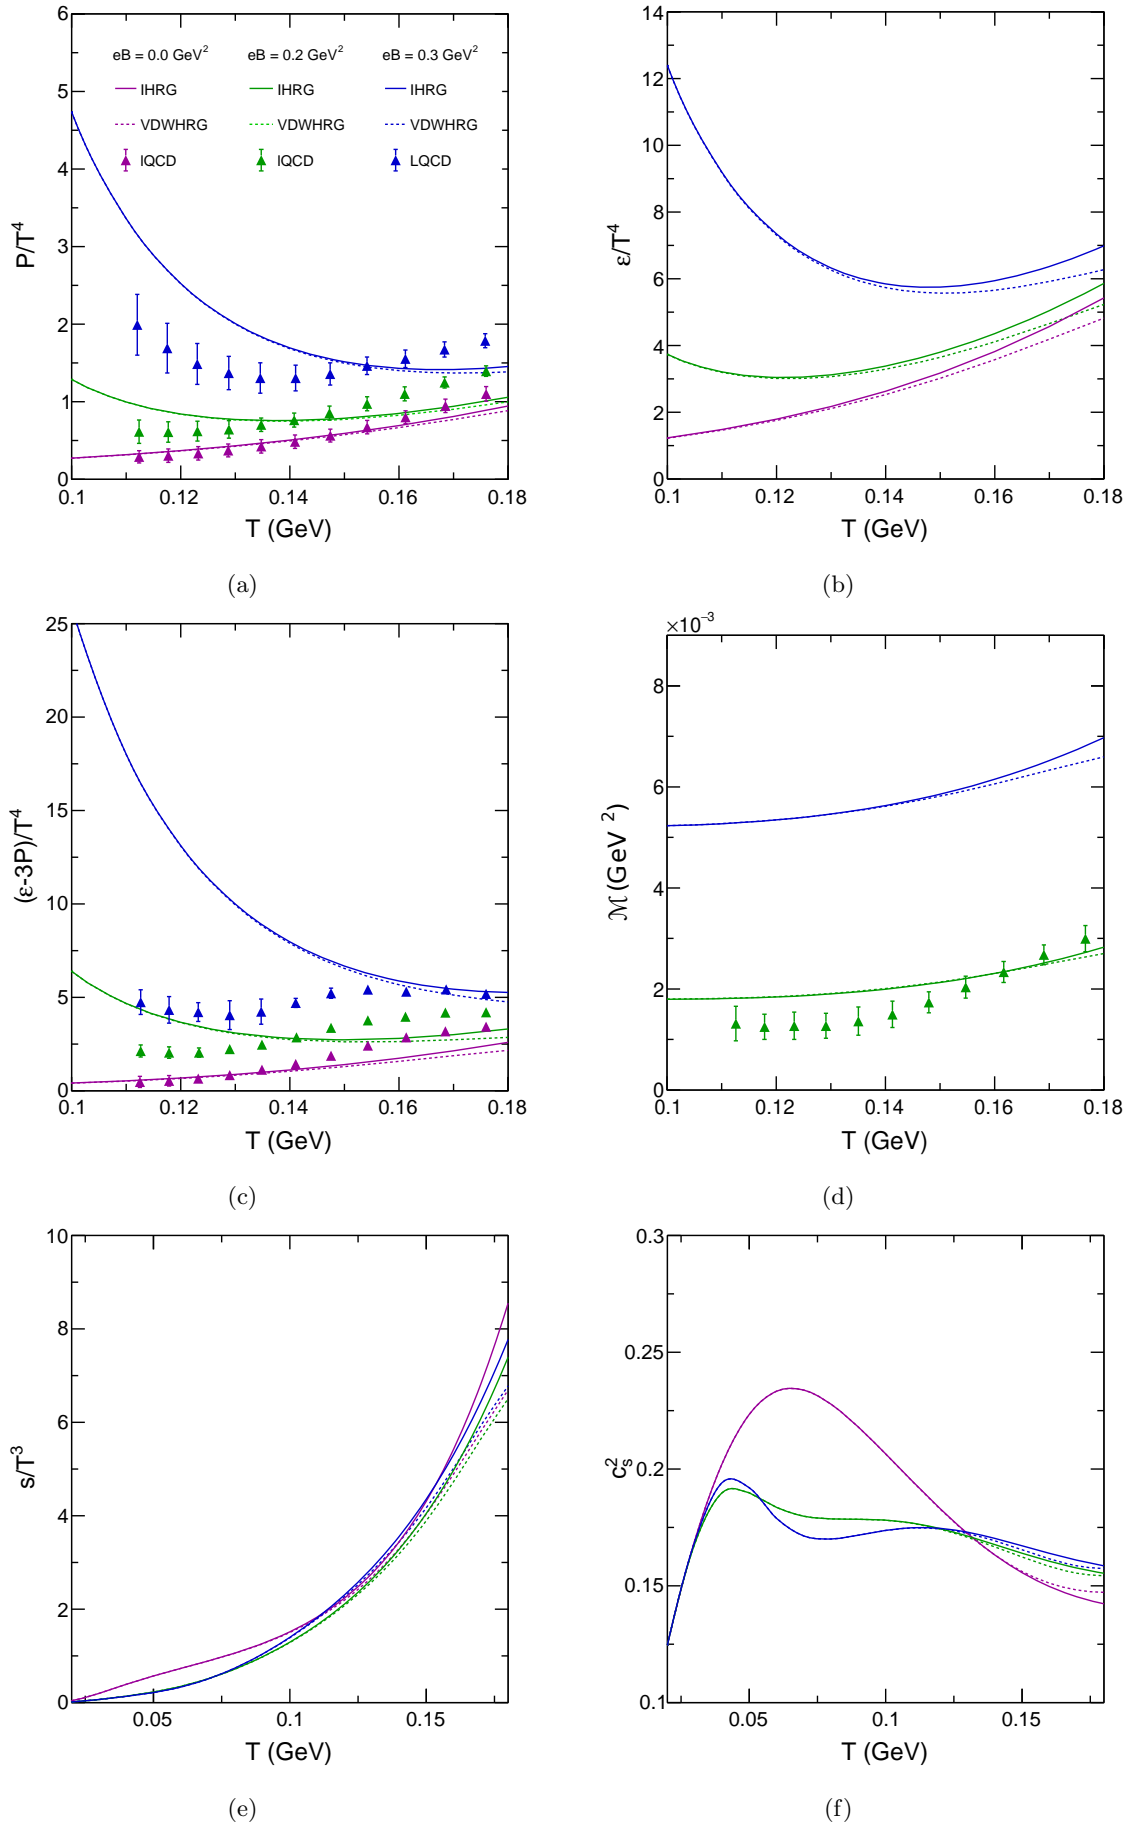 6
5
4
3
2
1
0
P/T⁴
eB = 0.0 GeV² eB = 0.2 GeV² eB = 0.3 GeV²
IHRG IHRG IHRG
VDWHRG VDWHRG VDWHRG
lQCD lQCD LQCD
0.1 0.12 0.14 0.16 0.18
T (GeV)
(a)
14
12
10
8
6
4
2
0
ε/T⁴
0.1 0.12 0.14 0.16 0.18
T (GeV)
(b)
25
20
15
10
5
0
(ε-3P)/T⁴
0.1 0.12 0.14 0.16 0.18
T (GeV)
(c)
×10⁻³
8
6
4
2
0
ℳ (GeV ²)
0.1 0.12 0.14 0.16 0.18
T (GeV)
(d)
10
8
6
4
2
0
s/T³
0.05 0.1 0.15
T (GeV)
(e)
0.3
0.25
0.2
0.15
0.1
cₛ²
0.05 0.1 0.15
T (GeV)
(f)